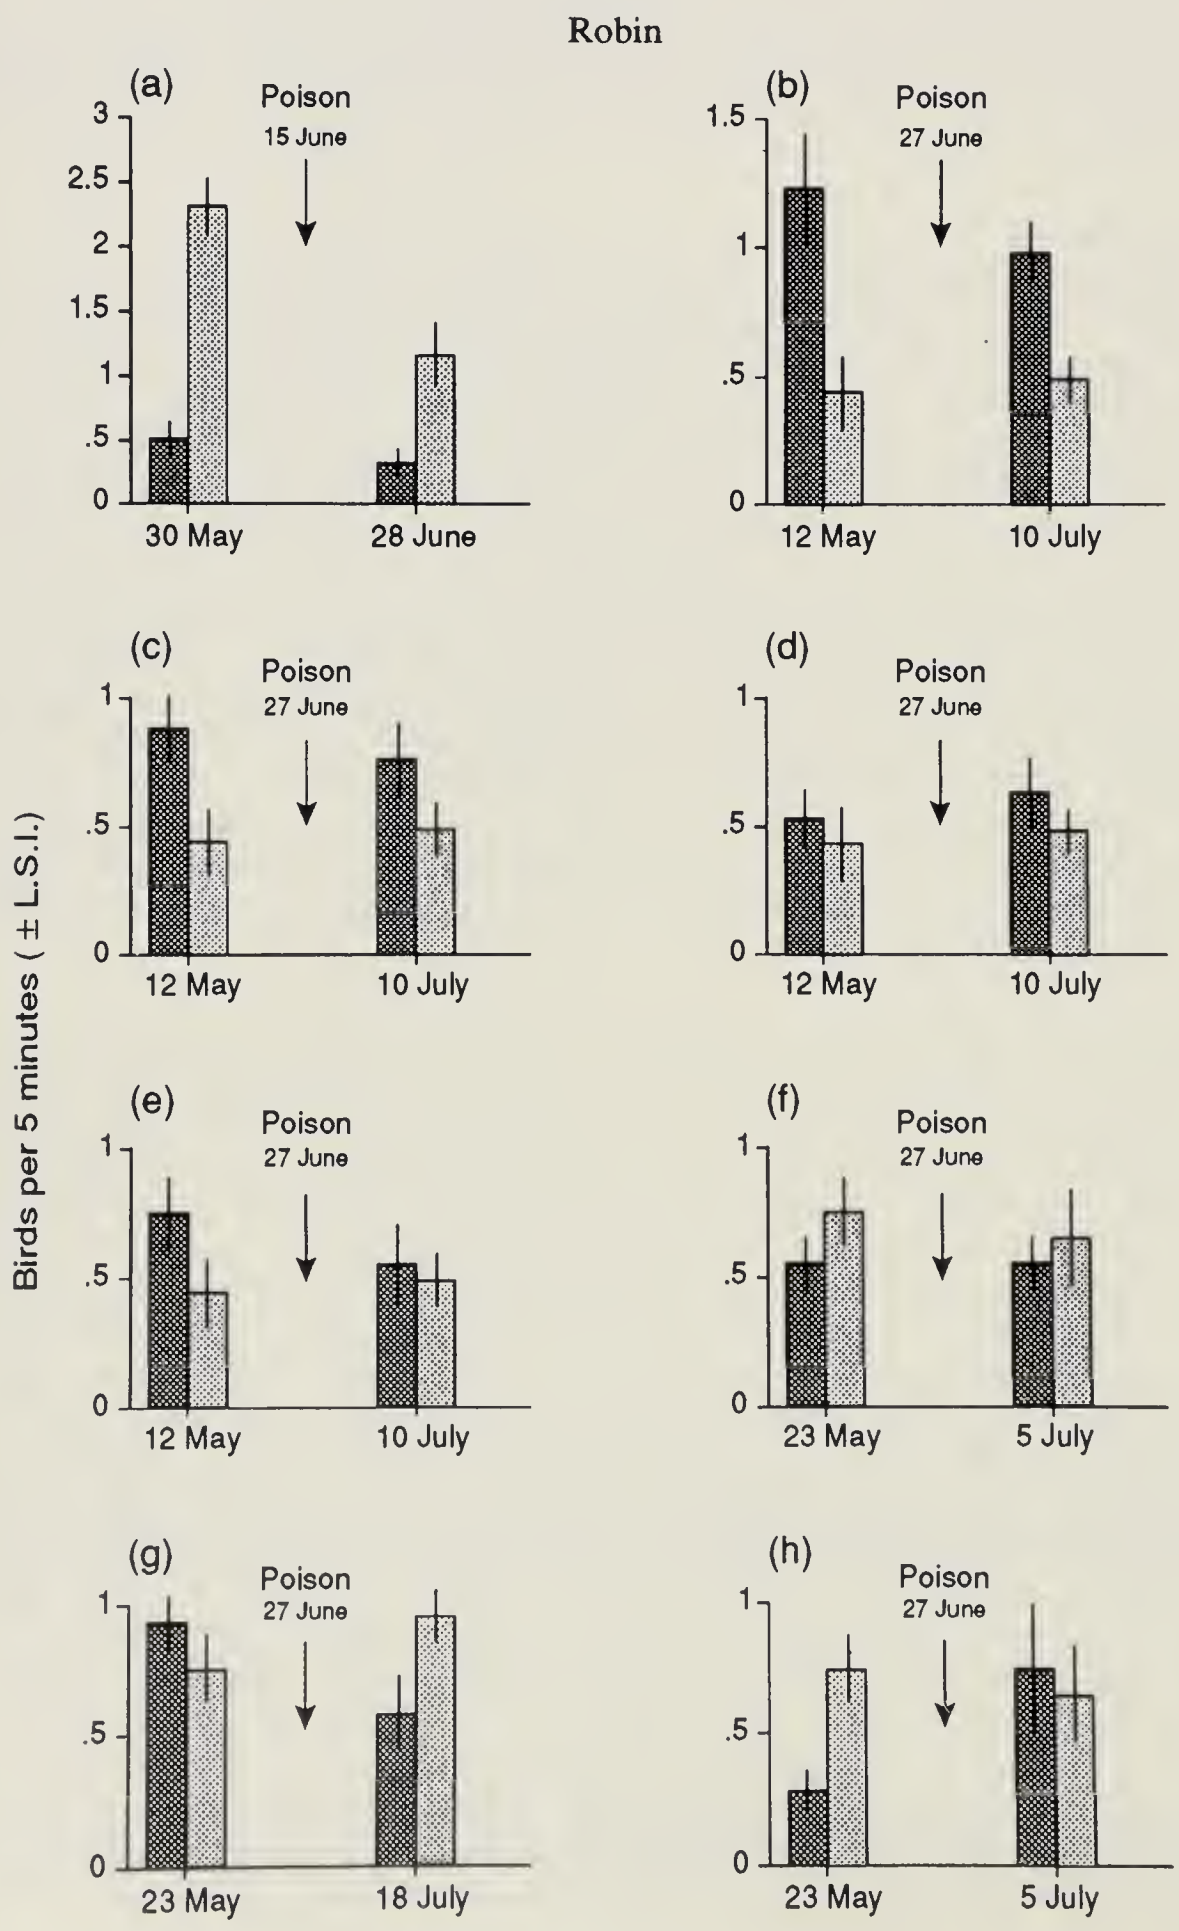 Robin
Birds per 5 minutes ( ± L.S.I.)
(a)
Poison
15 June
3
2.5
2
1.5
1
.5
0
30 May
28 June
(b)
Poison
27 June
1.5
1
.5
0
12 May
10 July
(c)
Poison
27 June
1
.5
0
12 May
10 July
(d)
Poison
27 June
1
.5
0
12 May
10 July
(e)
Poison
27 June
1
.5
0
12 May
10 July
(f)
Poison
27 June
1
.5
0
23 May
5 July
(g)
Poison
27 June
1
.5
0
23 May
18 July
(h)
Poison
27 June
1
.5
0
23 May
5 July